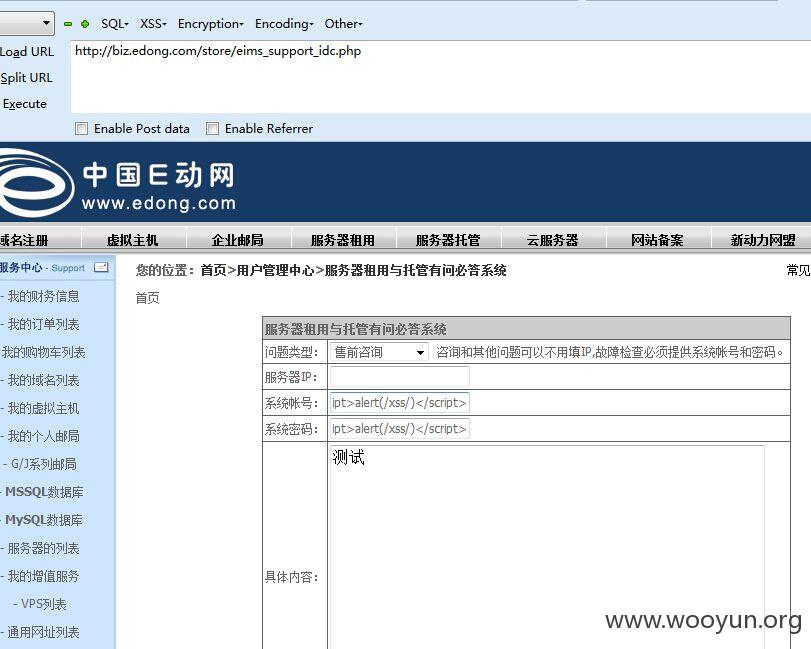 SQL- XSS- Encryption- Encoding- Other-
Load URL
http://biz.edong.com/store/eims_support_idc.php
Split URL
Execute
Enable Post data Enable Referrer
中国E动网
www.edong.com
域名注册 虚拟主机 企业邮局 服务器租用 服务器托管 云服务器 网站备案 新动力网盟
服务中心 - Support
您的位置：首页>用户管理中心>服务器租用与托管有问必答系统
常见
首页
- 我的财务信息
- 我的订单列表
我的购物车列表
- 我的域名列表
- 我的虚拟主机
- 我的个人邮局
- G/J系列邮局
MSSQL数据库
MySQL数据库
- 服务器的列表
- 我的增值服务
- VPS列表
- 通用网址列表
服务器租用与托管有问必答系统
问题类型： 售前咨询 咨询和其他问题可以不用填IP,故障检查必须提供系统帐号和密码。
服务器IP：
系统帐号： ipt>alert(/xss/)</script>
系统密码： ipt>alert(/xss/)</script>
测试
具体内容：
www.wooyun.org